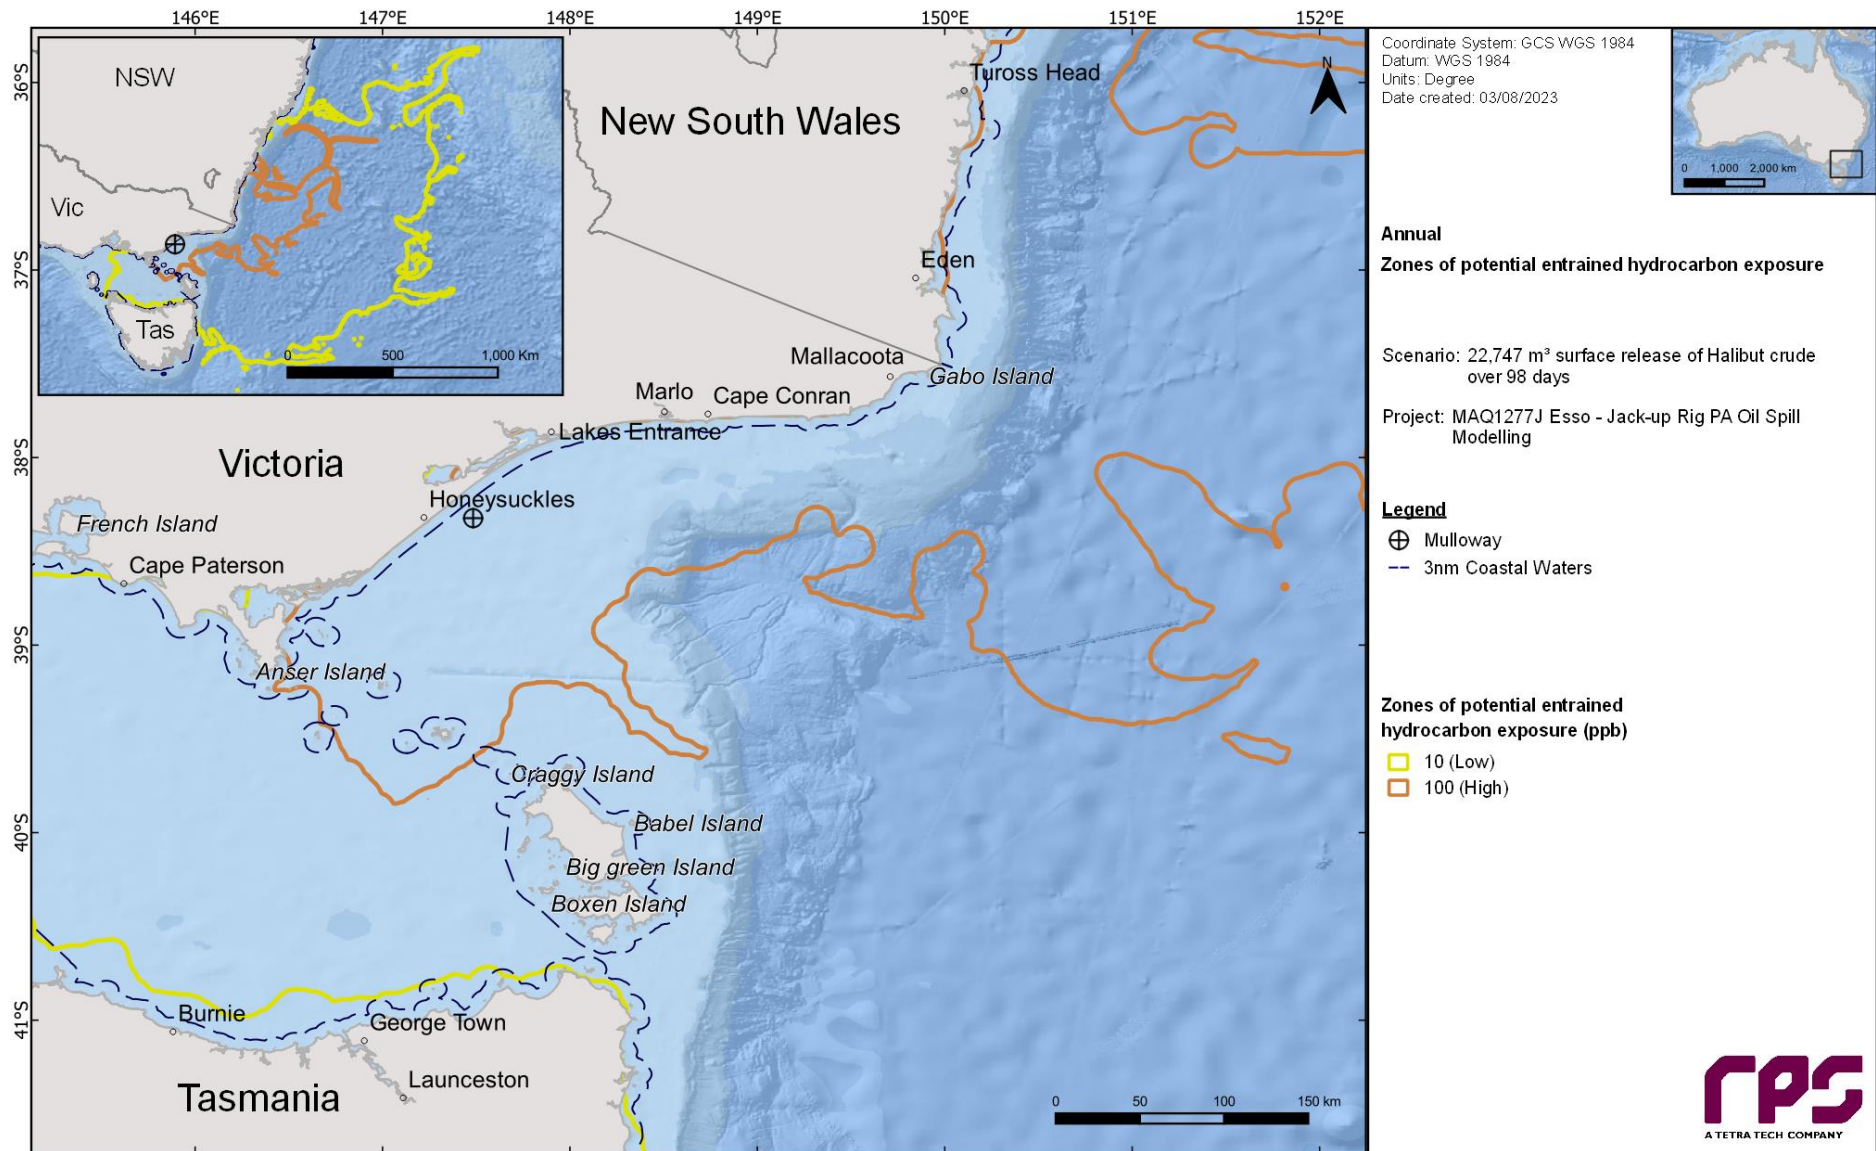 146°E 147°E 148°E 149°E 150°E 151°E 152°E
36°S
37°S
38°S
39°S
40°S
41°S
NSW
Vic
Tas
0 500 1,000 Km
New South Wales
Tuross Head
N
Eden
Mallacoota
Gabo Island
Marlo
Cape Conran
Lakes Entrance
Victoria
Honeysuckles
French Island
Cape Paterson
Anser Island
Craggy Island
Babel Island
Big green Island
Boxen Island
Burnie
George Town
Launceston
Tasmania
0 50 100 150 km
Coordinate System: GCS WGS 1984
Datum: WGS 1984
Units: Degree
Date created: 03/08/2023
0 1,000 2,000 km
Annual
Zones of potential entrained hydrocarbon exposure
Scenario: 22,747 m³ surface release of Halibut crude
over 98 days
Project: MAQ1277J Esso - Jack-up Rig PA Oil Spill
Modelling
Legend
Mulloway
3nm Coastal Waters
Zones of potential entrained
hydrocarbon exposure (ppb)
10 (Low)
100 (High)
rps
A TETRA TECH COMPANY